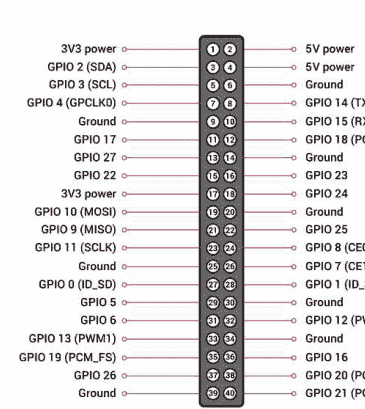 3V3 power 1 2 5V power
GPIO 2 (SDA) 3 4 5V power
GPIO 3 (SCL) 5 6 Ground
GPIO 4 (GPCLK0) 7 8 GPIO 14 (TX
Ground 9 10 GPIO 15 (RX
GPIO 17 11 12 GPIO 18 (PC
GPIO 27 13 14 Ground
GPIO 22 15 16 GPIO 23
3V3 power 17 18 GPIO 24
GPIO 10 (MOSI) 19 20 Ground
GPIO 9 (MISO) 21 22 GPIO 25
GPIO 11 (SCLK) 23 24 GPIO 8 (CE0
Ground 25 26 GPIO 7 (CE1
GPIO 0 (ID_SD) 27 28 GPIO 1 (ID_
GPIO 5 29 30 Ground
GPIO 6 31 32 GPIO 12 (PW
GPIO 13 (PWM1) 33 34 Ground
GPIO 19 (PCM_FS) 35 36 GPIO 16
GPIO 26 37 38 GPIO 20 (PC
Ground 39 40 GPIO 21 (PC